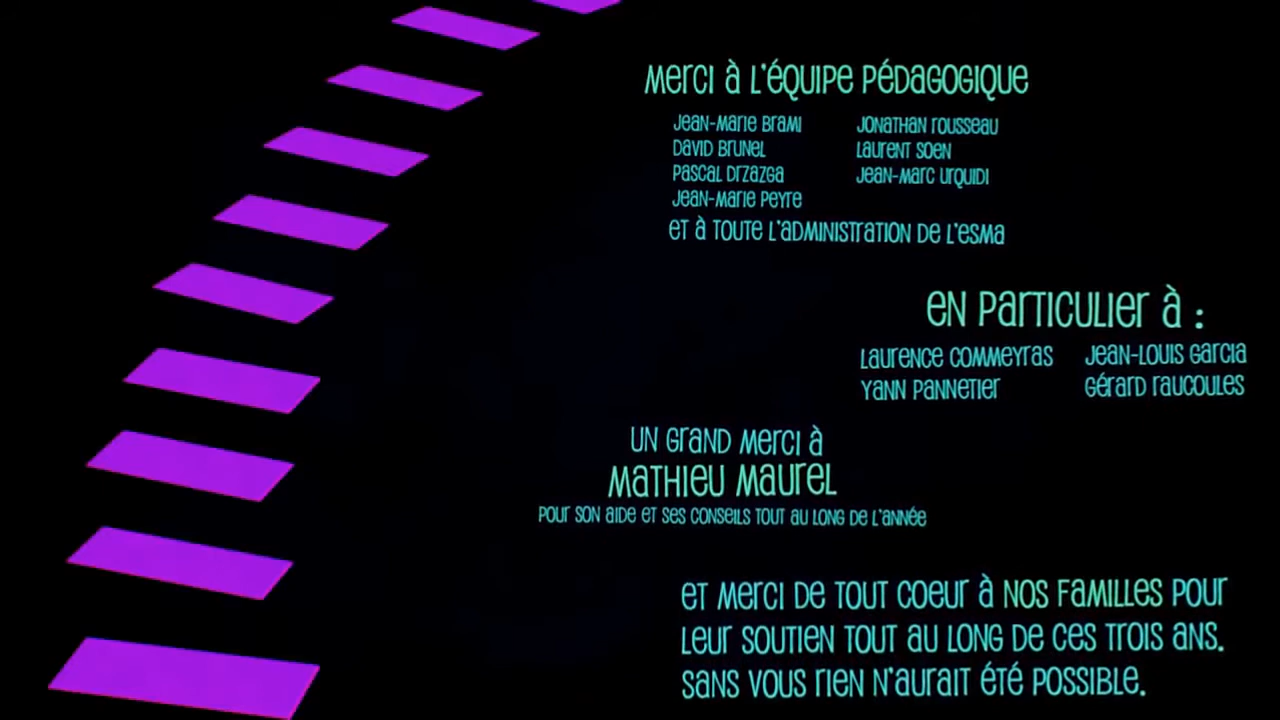 Merci à l'équipe pédagogique
Jean-Marie Brami
David Brunel
Pascal Drzazga
Jean-Marie Peyre
Jonathan Rousseau
Laurent Soen
Jean-Marc Urquidi
et à toute l'administration de l'esma
en particulier à :
Laurence Commeyras
Yann Pannetier
Jean-Louis Garcia
Gérard Raucoules
un grand merci à
Mathieu Maurel
pour son aide et ses conseils tout au long de l'année
et merci de tout coeur à nos familles pour
leur soutien tout au long de ces trois ans.
sans vous rien n'aurait été possible.